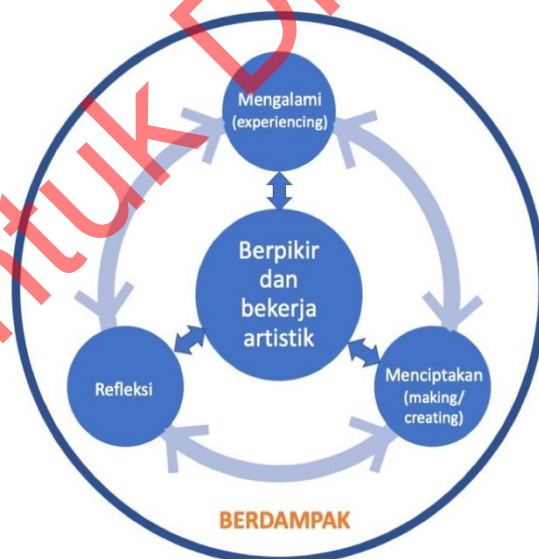 Mengalami
(experiencing)
Berpikir
dan
bekerja
artistik
Refleksi
Menciptakan
(making/
creating)
BERDAMPAK